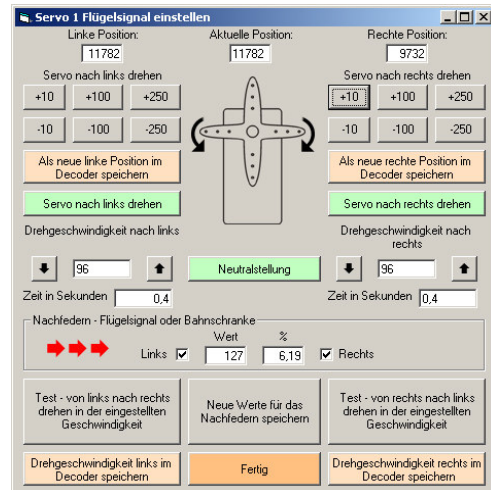 Servo 1 Flügelsignal einstellen
Linke Position:
Aktuelle Position:
Rechte Position:
11782
11782
9732
Servo nach links drehen
Servo nach rechts drehen
+10
+100
+250
+10
+100
+250
-10
-100
-250
-10
-100
-250
Als neue linke Position im
Decoder speichern
Als neue rechte Position im
Decoder speichern
Servo nach links drehen
Servo nach rechts drehen
Drehgeschwindigkeit nach links
Drehgeschwindigkeit nach
rechts
96
Neutralstellung
96
Zeit in Sekunden
0,4
Zeit in Sekunden
0,4
Nachfedern - Flügelsignal oder Bahnschranke
Wert
%
Links
127
6,19
Rechts
Test - von links nach rechts
drehen in der eingestellten
Geschwindigkeit
Neue Werte für das
Nachfedern speichern
Test - von rechts nach links
drehen in der eingestellten
Geschwindigkeit
Drehgeschwindigkeit links im
Decoder speichern
Fertig
Drehgeschwindigkeit rechts im
Decoder speichern